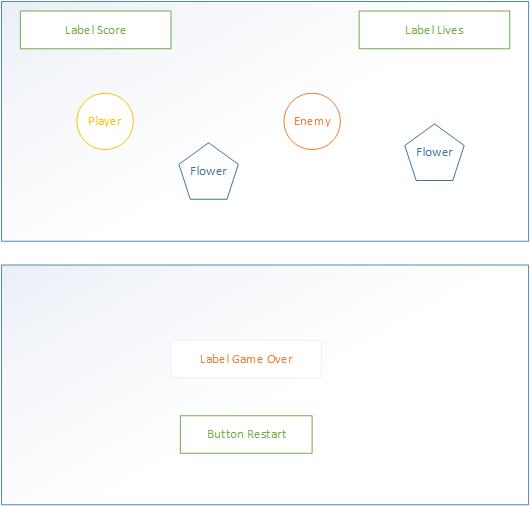 Label Score
Label Lives
Player
Enemy
Flower
Flower
Label Game Over
Button Restart